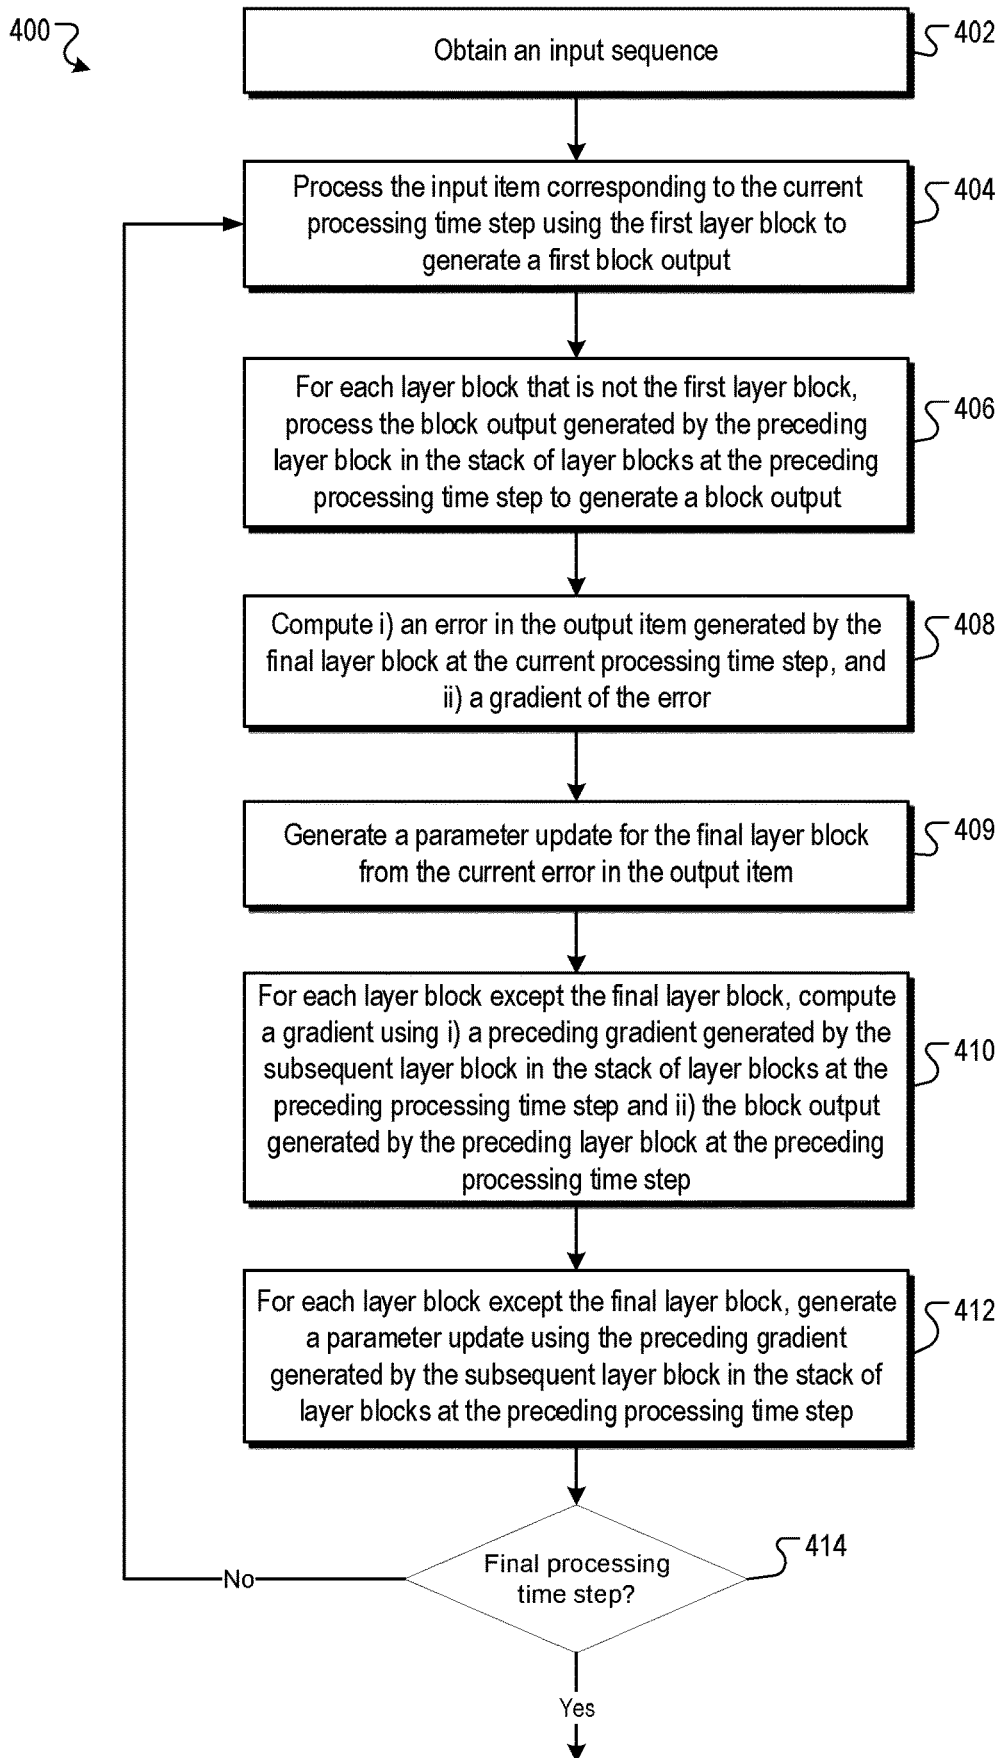 400
Obtain an input sequence
402
Process the input item corresponding to the current
processing time step using the first layer block to
generate a first block output
404
For each layer block that is not the first layer block,
process the block output generated by the preceding
layer block in the stack of layer blocks at the preceding
processing time step to generate a block output
406
Compute i) an error in the output item generated by the
final layer block at the current processing time step, and
ii) a gradient of the error
408
Generate a parameter update for the final layer block
from the current error in the output item
409
For each layer block except the final layer block, compute
a gradient using i) a preceding gradient generated by the
subsequent layer block in the stack of layer blocks at the
preceding processing time step and ii) the block output
generated by the preceding layer block at the preceding
processing time step
410
For each layer block except the final layer block, generate
a parameter update using the preceding gradient
generated by the subsequent layer block in the stack of
layer blocks at the preceding processing time step
412
Final processing
time step?
414
No
Yes